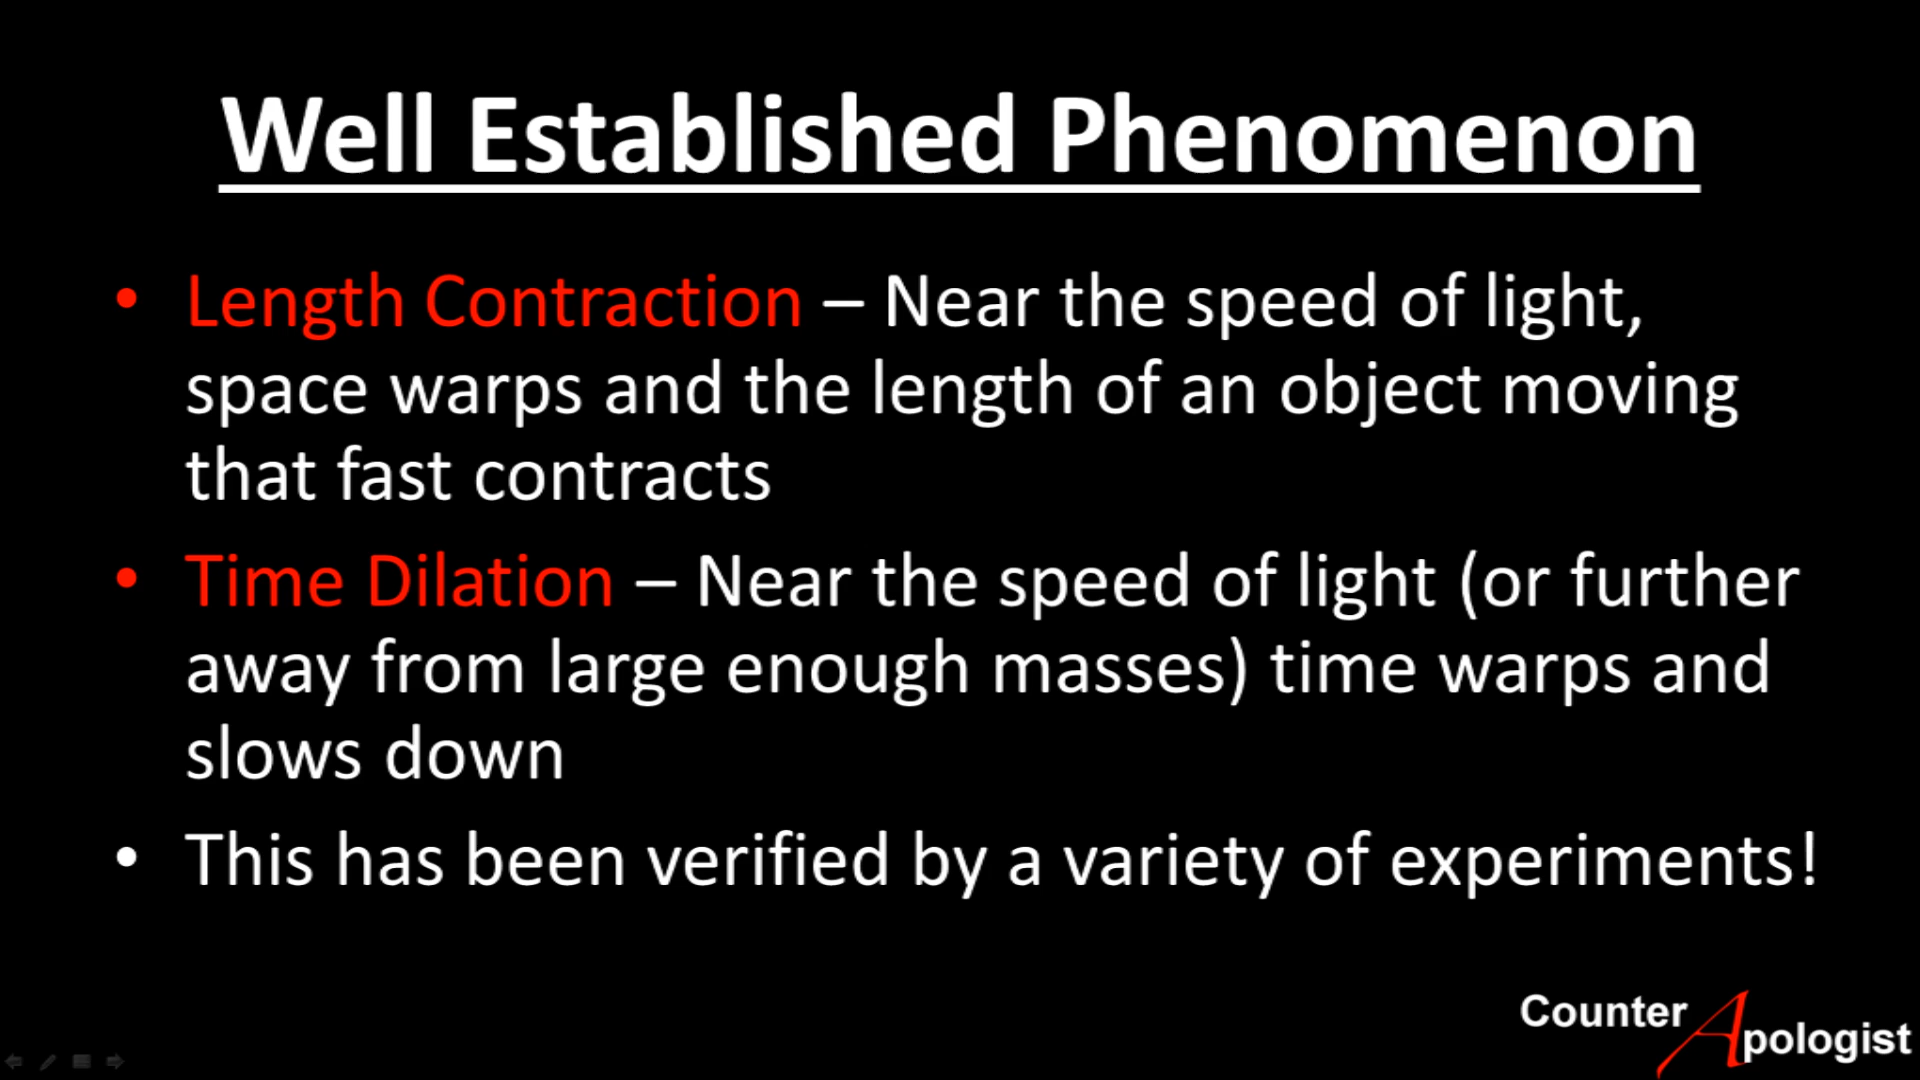 Well Established Phenomenon
• Length Contraction – Near the speed of light,
space warps and the length of an object moving
that fast contracts
• Time Dilation – Near the speed of light (or further
away from large enough masses) time warps and
slows down
• This has been verified by a variety of experiments!
Counter
Apologist